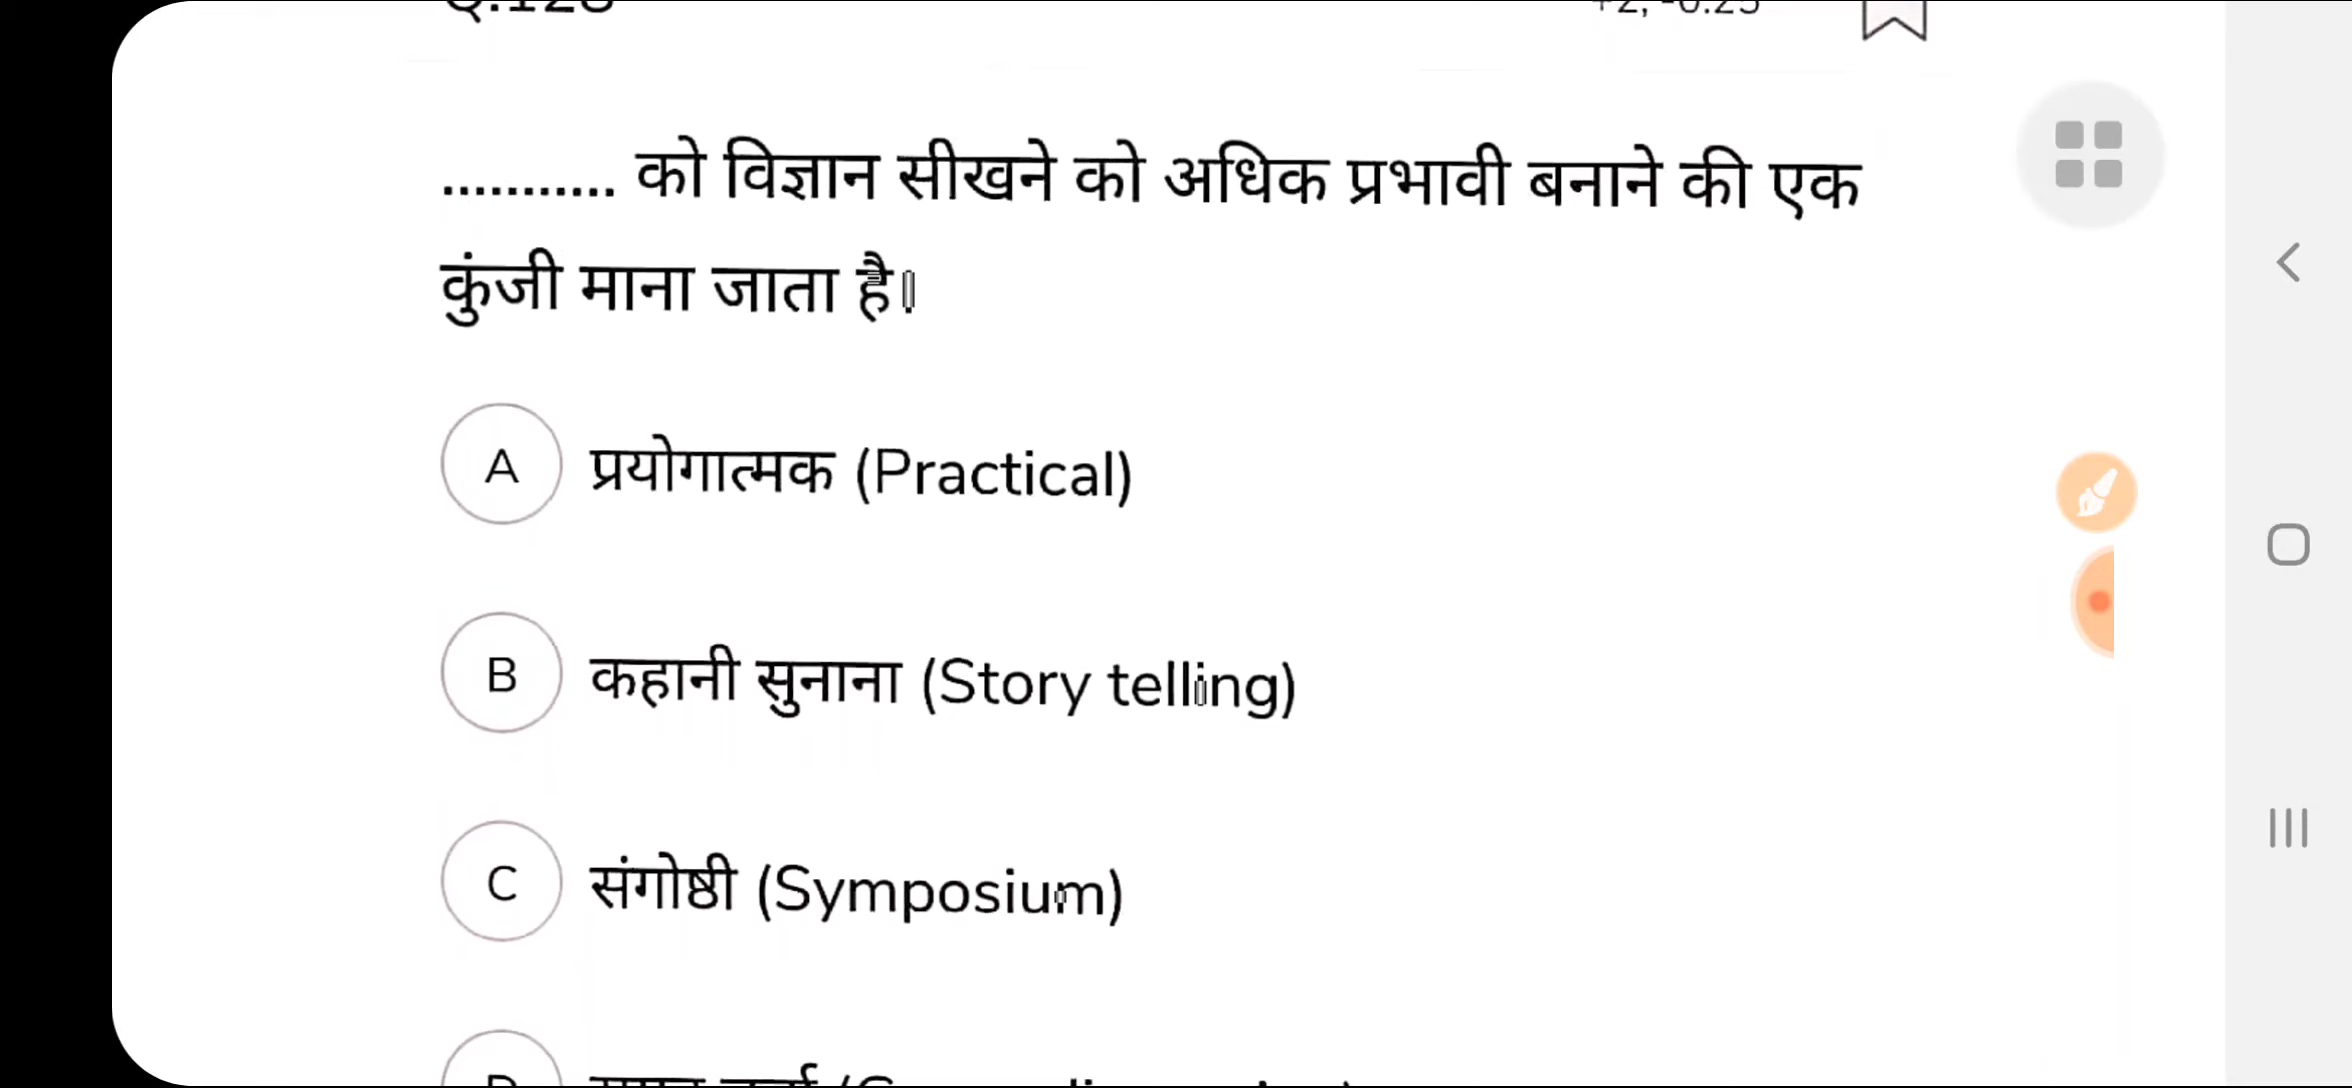 ........... को विज्ञान सीखने को अधिक प्रभावी बनाने की एक
कुंजी माना जाता है।
A प्रयोगात्मक (Practical)
B कहानी सुनाना (Story telling)
C संगोष्ठी (Symposium)